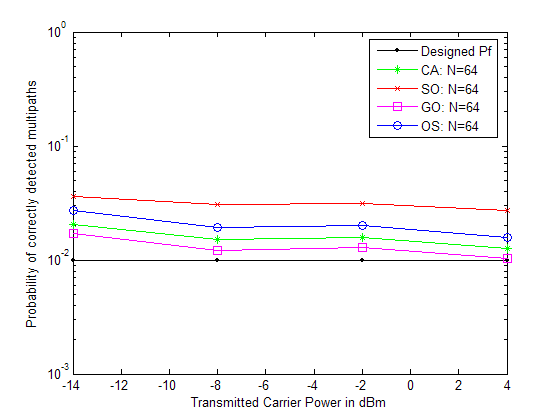 10^0
10^-1
10^-2
10^-3
Probability of correctly detected multipaths
Designed Pf
CA: N=64
SO: N=64
GO: N=64
OS: N=64
-14 -12 -10 -8 -6 -4 -2 0 2 4
Transmitted Carrier Power in dBm